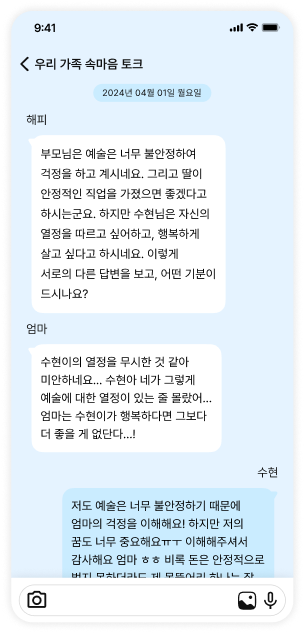 9:41
우리 가족 속마음 토크
2024년 04월 01일 월요일
해피
부모님은 예술은 너무 불안정하여
걱정을 하고 계시네요. 그리고 딸이
안정적인 직업을 가졌으면 좋겠다고
하시는군요. 하지만 수현님은 자신의
열정을 따르고 싶어하고, 행복하게
살고 싶다고 하시네요. 이렇게
서로의 다른 답변을 보고, 어떤 기분이
드시나요?
엄마
수현이의 열정을 무시한 것 같아
미안하네요... 수현아 네가 그렇게
예술에 대한 열정이 있는 줄 몰랐어...
엄마는 수현이가 행복하다면 그보다
더 좋을 게 없단다...!
수현
저도 예술은 너무 불안정하기 때문에
엄마의 걱정을 이해해요! 하지만 저의
꿈도 너무 중요해요ㅠㅜ 이해해주셔서
감사해요 엄마 ㅎㅎ 비록 돈은 안정적으로